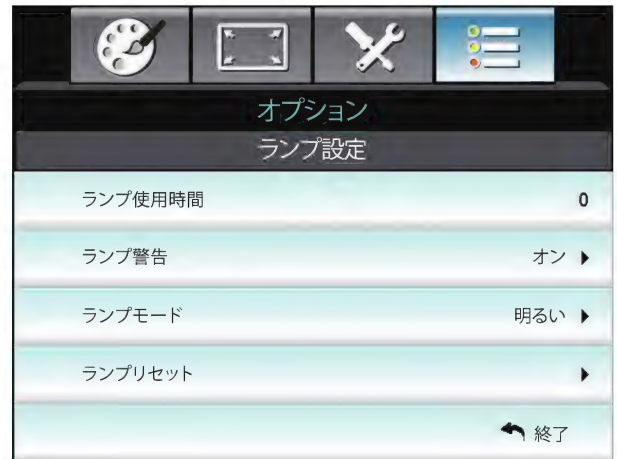 オプション
ランプ設定
ランプ使用時間 0
ランプ警告 オン
ランプモード 明るい
ランプリセット
終了